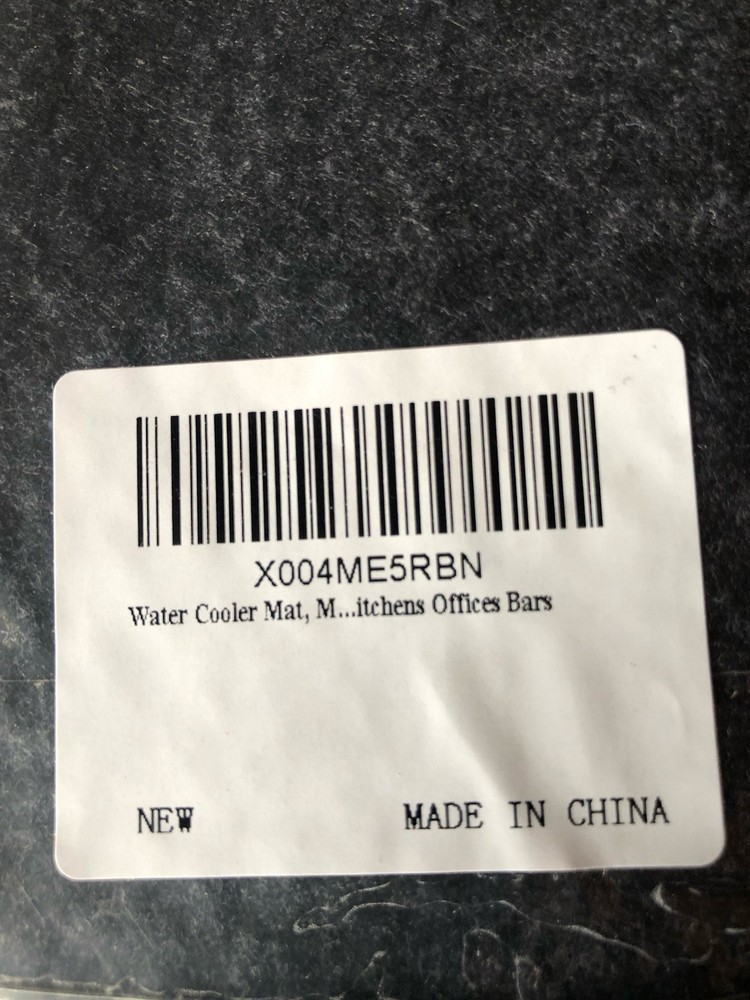 X004ME5RBN
Water Cooler Mat, M...itchens Offices Bars
NEW
MADE IN CHINA